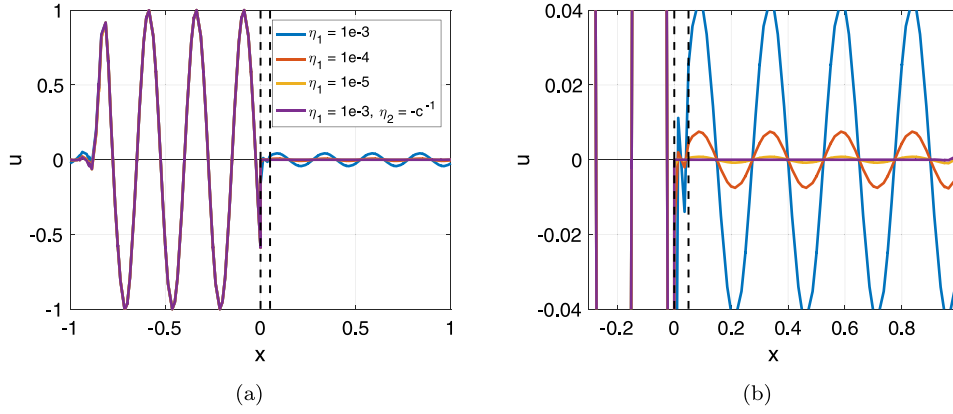 1
0.5
0
-0.5
-1
u
-1
-0.5
0
0.5
1
x
η₁ = 1e-3
η₁ = 1e-4
η₁ = 1e-5
η₁ = 1e-3, η₂ = -c⁻¹
(a)
0.04
0.02
0
-0.02
-0.04
u
-0.2
0
0.2
0.4
0.6
0.8
x
(b)